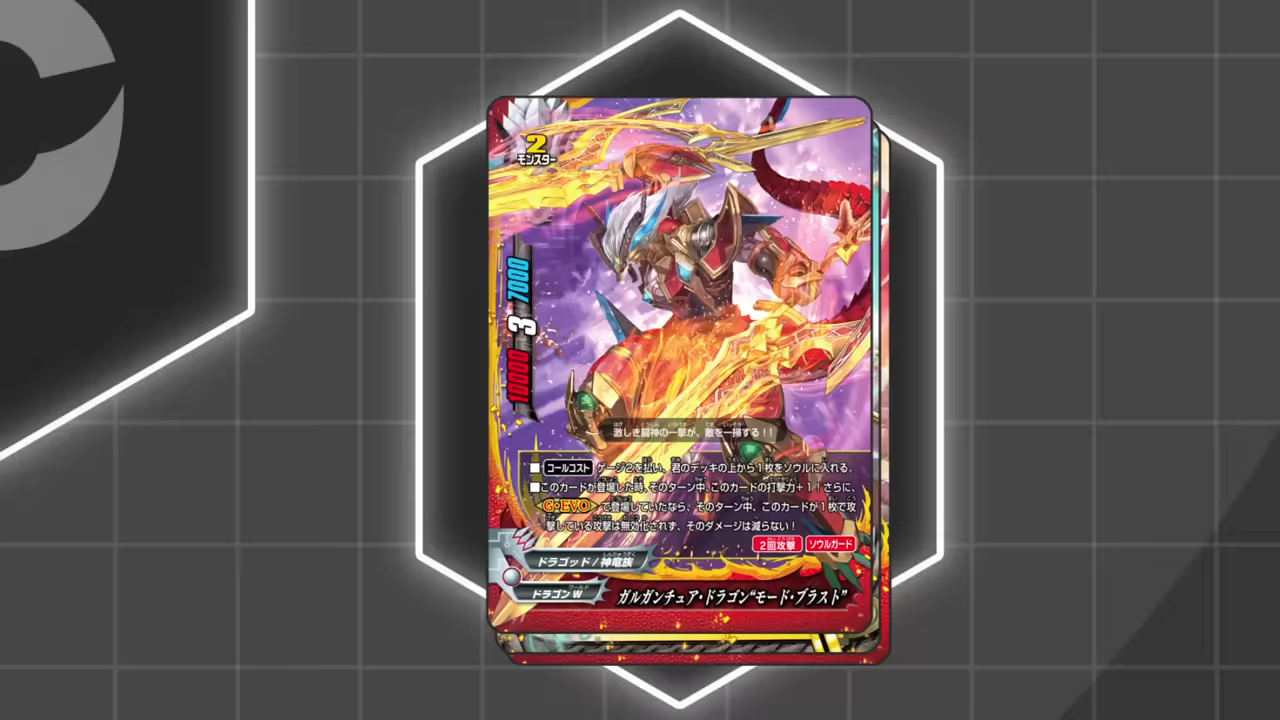 2
モンスター
7000
3
10000
激しき闘神の一撃が、敵を一掃する!!
■コールコスト ゲージ2を払い、君のデッキの上から1枚をソウルに入れる。
■このカードが登場した時、そのターン中、このカードの打撃力+1!さらに、
G・EVOで登場していたなら、そのターン中、このカードが1枚で攻
撃している攻撃は無効化されず、そのダメージは減らない!
2回攻撃 ソウルガード
ドラゴッド/神竜族
ドラゴンW
ガルガンチュア・ドラゴン“モード・ブラスト”